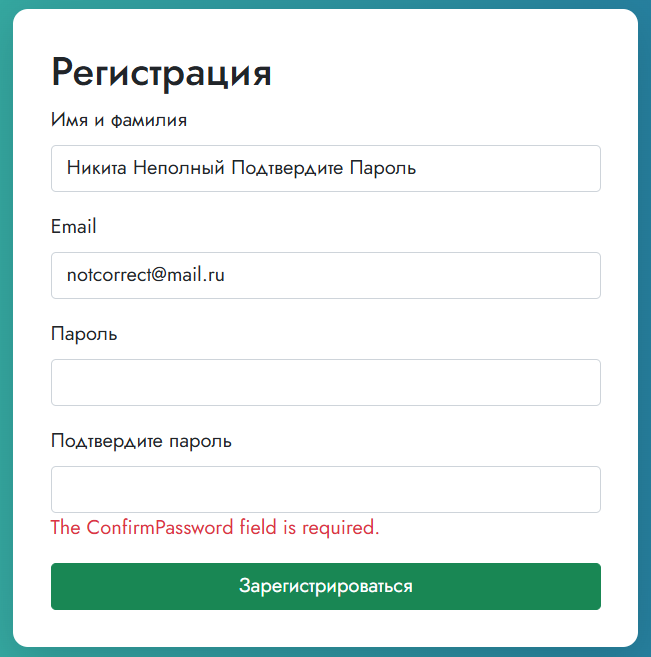 Регистрация
Имя и фамилия
Никита Неполный Подтвердите Пароль
Email
notcorrect@mail.ru
Пароль
Подтвердите пароль
The ConfirmPassword field is required.
Зарегистрироваться